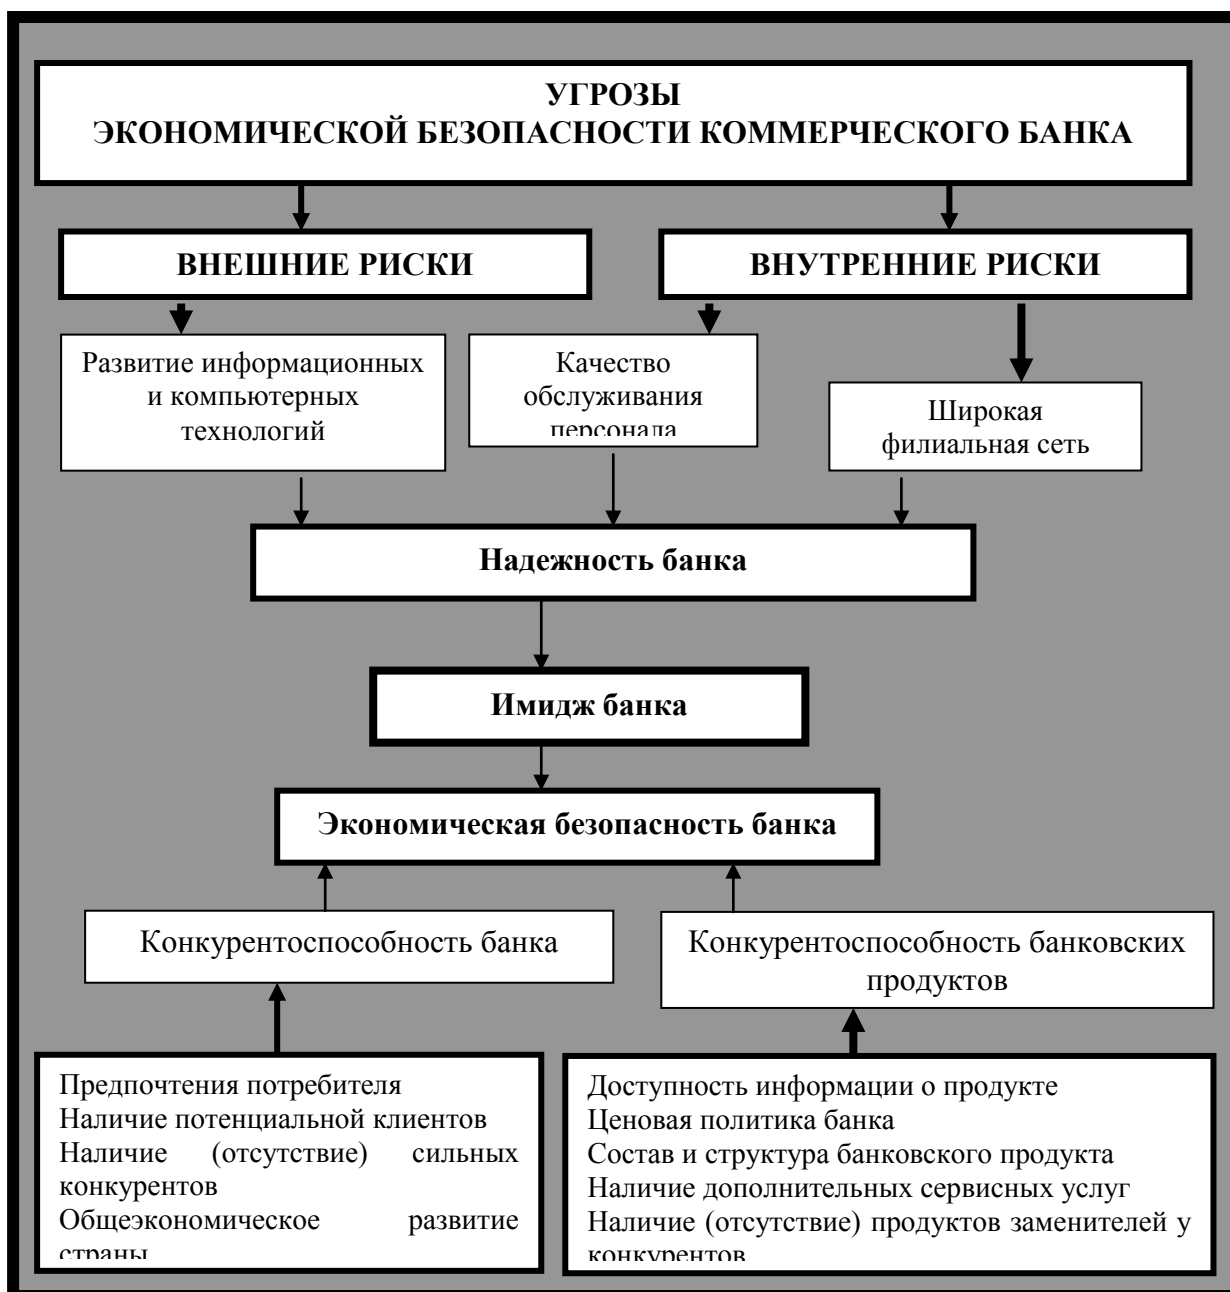 УГРОЗЫ
ЭКОНОМИЧЕСКОЙ БЕЗОПАСНОСТИ КОММЕРЧЕСКОГО БАНКА
ВНЕШНИЕ РИСКИ
ВНУТРЕННИЕ РИСКИ
Развитие информационных
и компьютерных
технологий
Качество
обслуживания
персонала
Широкая
филиальная сеть
Надежность банка
Имидж банка
Экономическая безопасность банка
Конкурентоспособность банка
Конкурентоспособность банковских
продуктов
Предпочтения потребителя
Наличие потенциальной клиентов
Наличие (отсутствие) сильных
конкурентов
Общеэкономическое развитие
страны
Доступность информации о продукте
Ценовая политика банка
Состав и структура банковского продукта
Наличие дополнительных сервисных услуг
Наличие (отсутствие) продуктов заменителей у
конкурентов